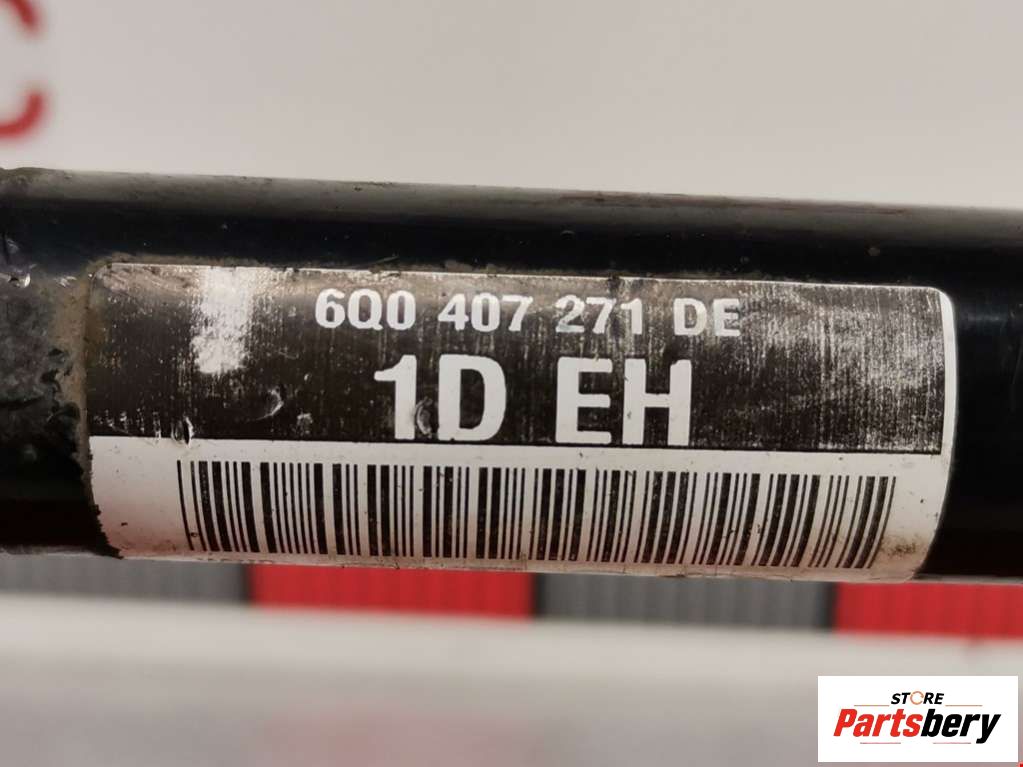 6Q0 407 271 DE
1D EH
STORE
Partsbery